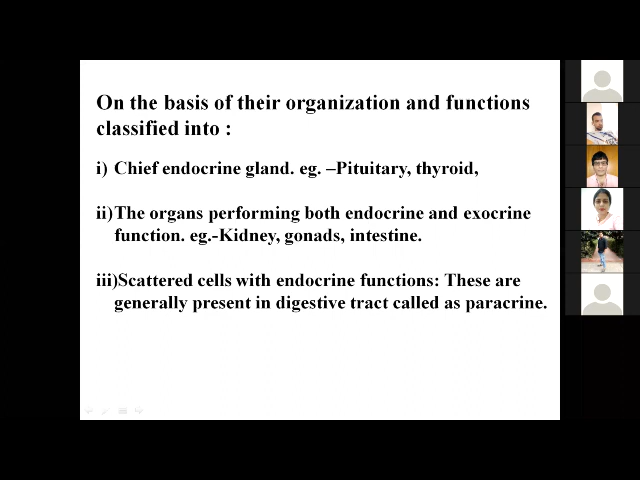 On the basis of their organization and functions
classified into :
i) Chief endocrine gland. eg. –Pituitary, thyroid,
ii)The organs performing both endocrine and exocrine
function. eg.-Kidney, gonads, intestine.
iii)Scattered cells with endocrine functions: These are
generally present in digestive tract called as paracrine.